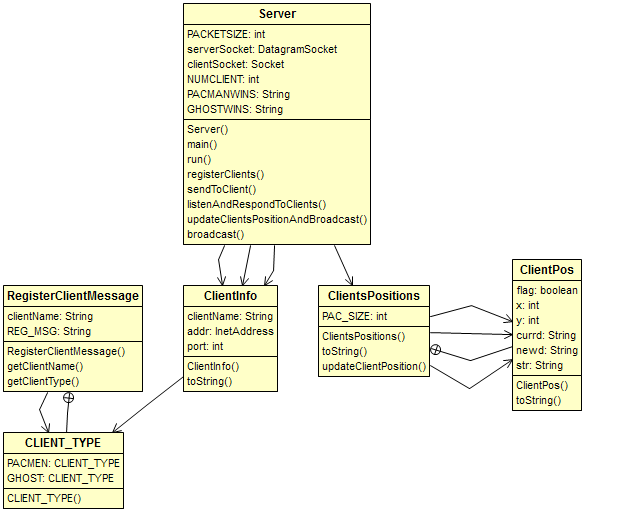 Server
PACKETSIZE: int
serverSocket: DatagramSocket
clientSocket: Socket
NUMCLIENT: int
PACMANWINS: String
GHOSTWINS: String
Server()
main()
run()
registerClients()
sendToClient()
listenAndRespondToClients()
updateClientsPositionAndBroadcast()
broadcast()
RegisterClientMessage
clientName: String
REG_MSG: String
RegisterClientMessage()
getClientName()
getClientType()
ClientInfo
clientName: String
addr: InetAddress
port: int
ClientInfo()
toString()
ClientsPositions
PAC_SIZE: int
ClientsPositions()
toString()
updateClientPosition()
ClientPos
flag: boolean
x: int
y: int
currd: String
newd: String
str: String
ClientPos()
toString()
CLIENT_TYPE
PACMEN: CLIENT_TYPE
GHOST: CLIENT_TYPE
CLIENT_TYPE()